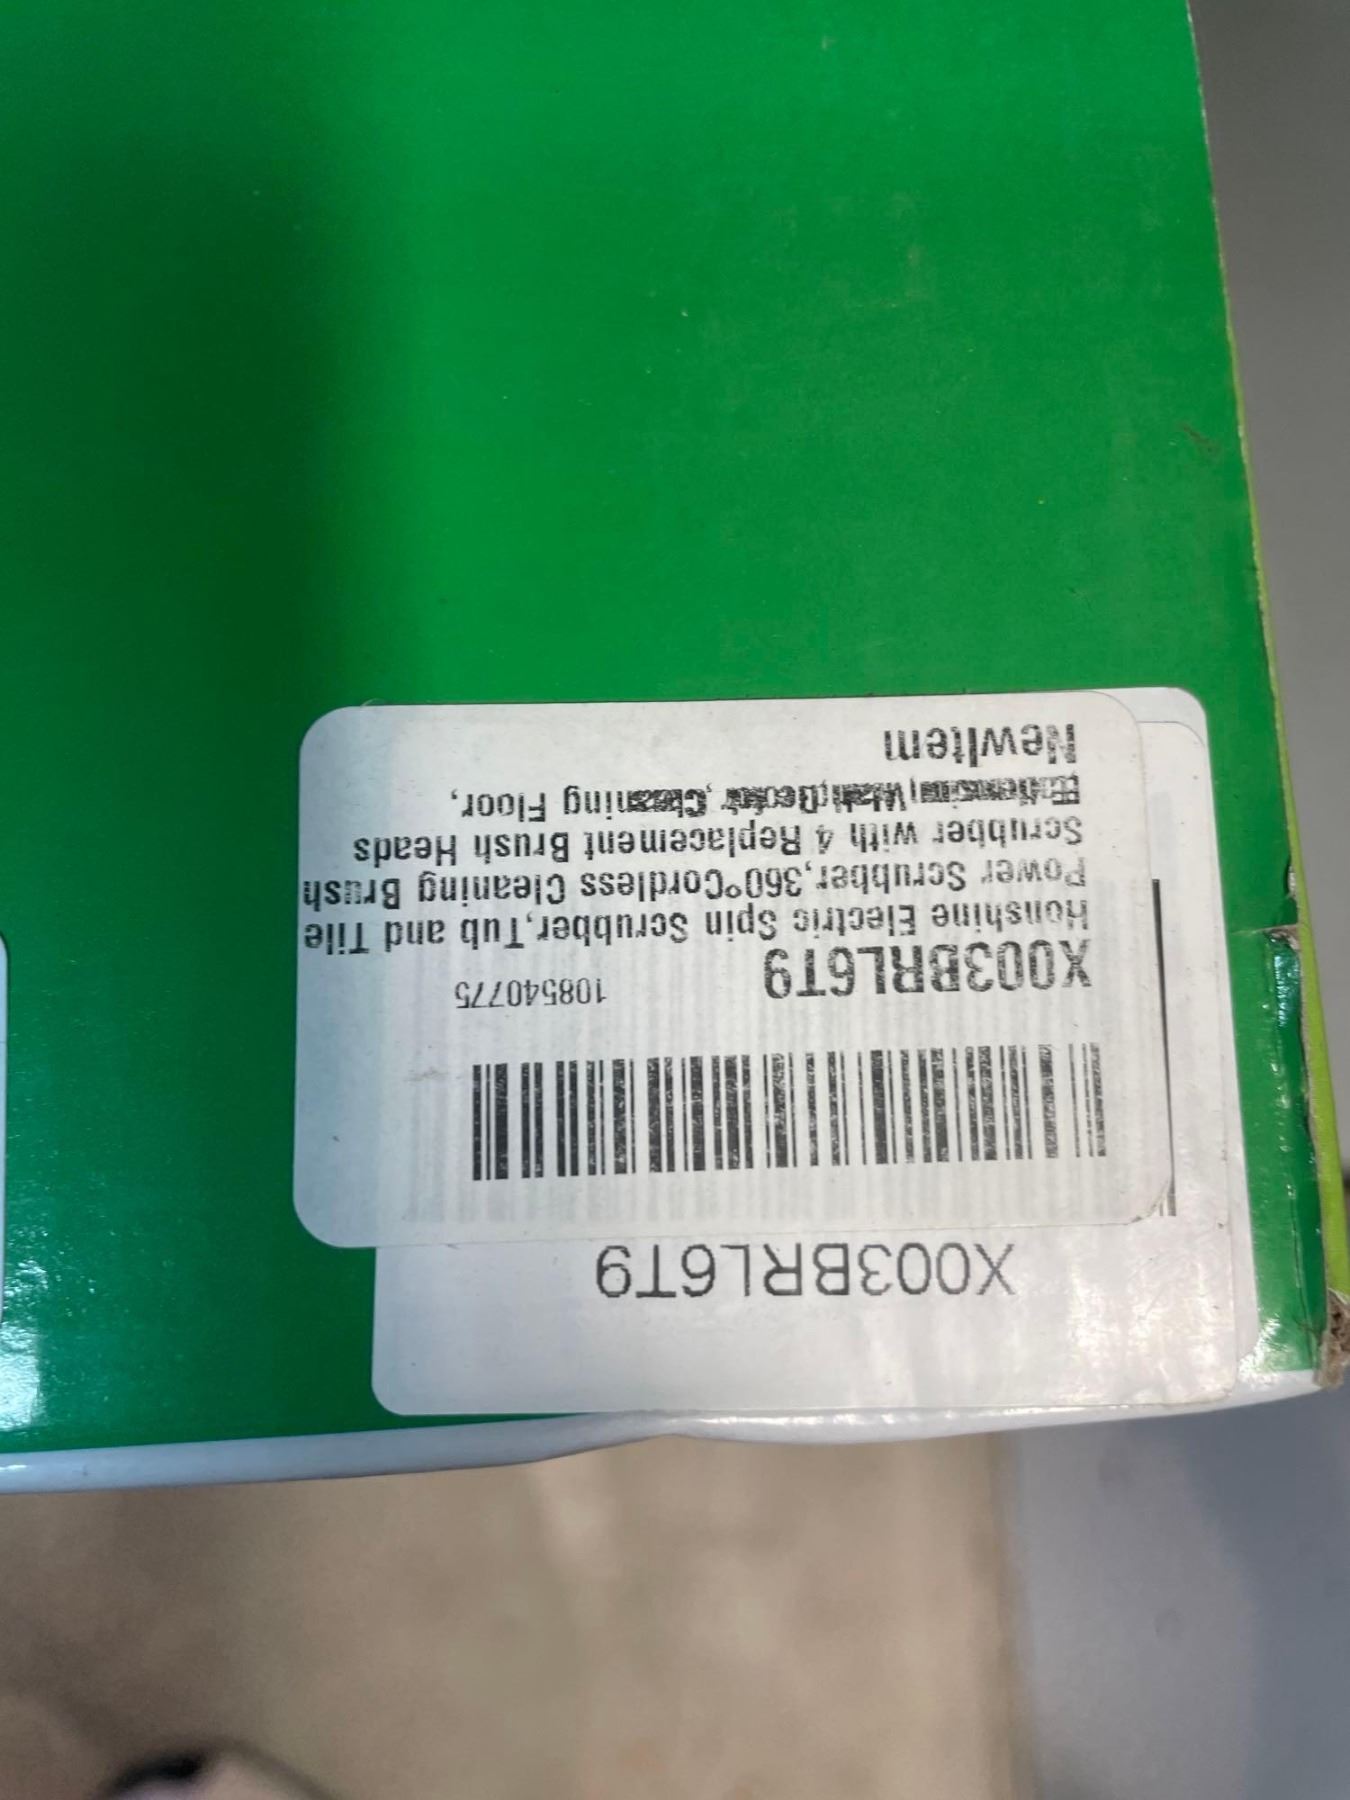 X003BRL6T9
X003BRL6T9
108540775
Honshine Electric Spin Scrubber,Tub and Tile
Power Scrubber,360°Cordless Cleaning Brush
Scrubber with 4 Replacement Brush Heads
Floor,
NewItem